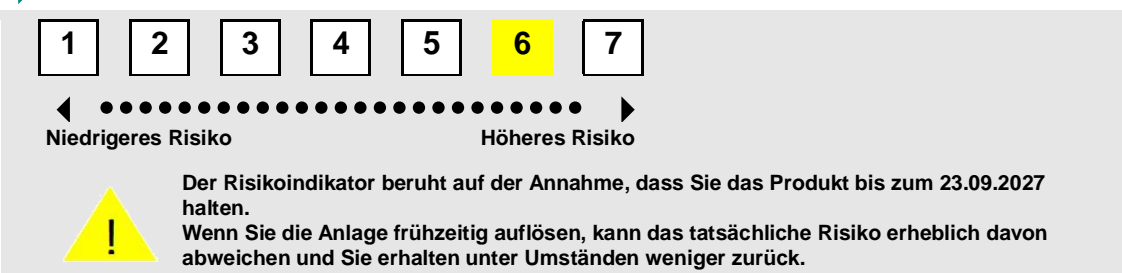 1 2 3 4 5 6 7
Niedrigeres Risiko Höheres Risiko
Der Risikoindikator beruht auf der Annahme, dass Sie das Produkt bis zum 23.09.2027
halten.
Wenn Sie die Anlage frühzeitig auflösen, kann das tatsächliche Risiko erheblich davon
abweichen und Sie erhalten unter Umständen weniger zurück.
!